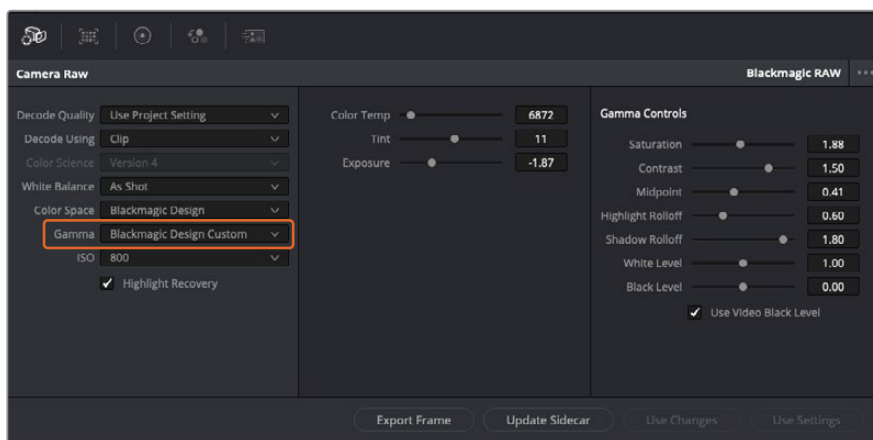 Camera Raw
Blackmagic RAW
Decode Quality Use Project Setting
Decode Using Clip
Color Science Version 4
White Balance As Shot
Color Space Blackmagic Design
Gamma Blackmagic Design Custom
ISO 800
Highlight Recovery
Color Temp 6872
Tint 11
Exposure -1.87
Gamma Controls
Saturation 1.88
Contrast 1.50
Midpoint 0.41
Highlight Rolloff 0.60
Shadow Rolloff 1.80
White Level 1.00
Black Level 0.00
Use Video Black Level
Export Frame
Update Sidecar
Use Changes
Use Settings